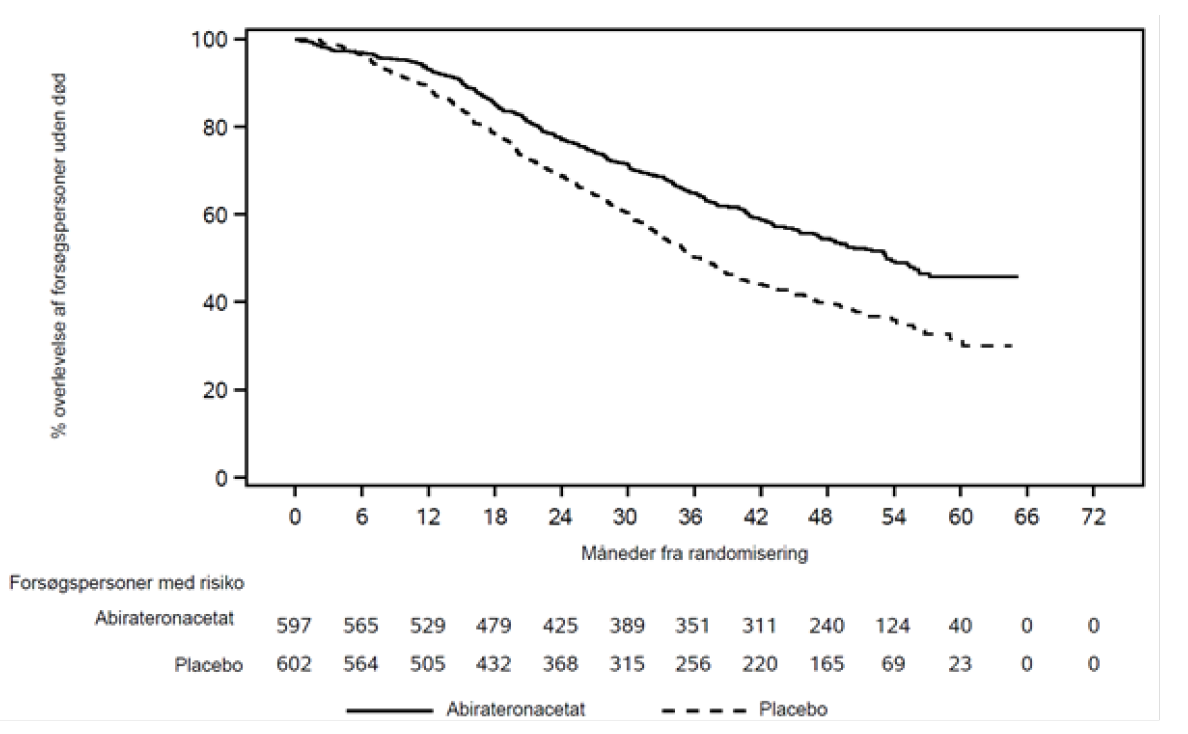 % overlevelse af forsøgspersoner uden død
100
80
60
40
20
0
0 6 12 18 24 30 36 42 48 54 60 66 72
Måneder fra randomisering
Forsøgspersoner med risiko
Abirateronacetat 597 565 529 479 425 389 351 311 240 124 40 0 0
Placebo 602 564 505 432 368 315 256 220 165 69 23 0 0
Abirateronacetat Placebo